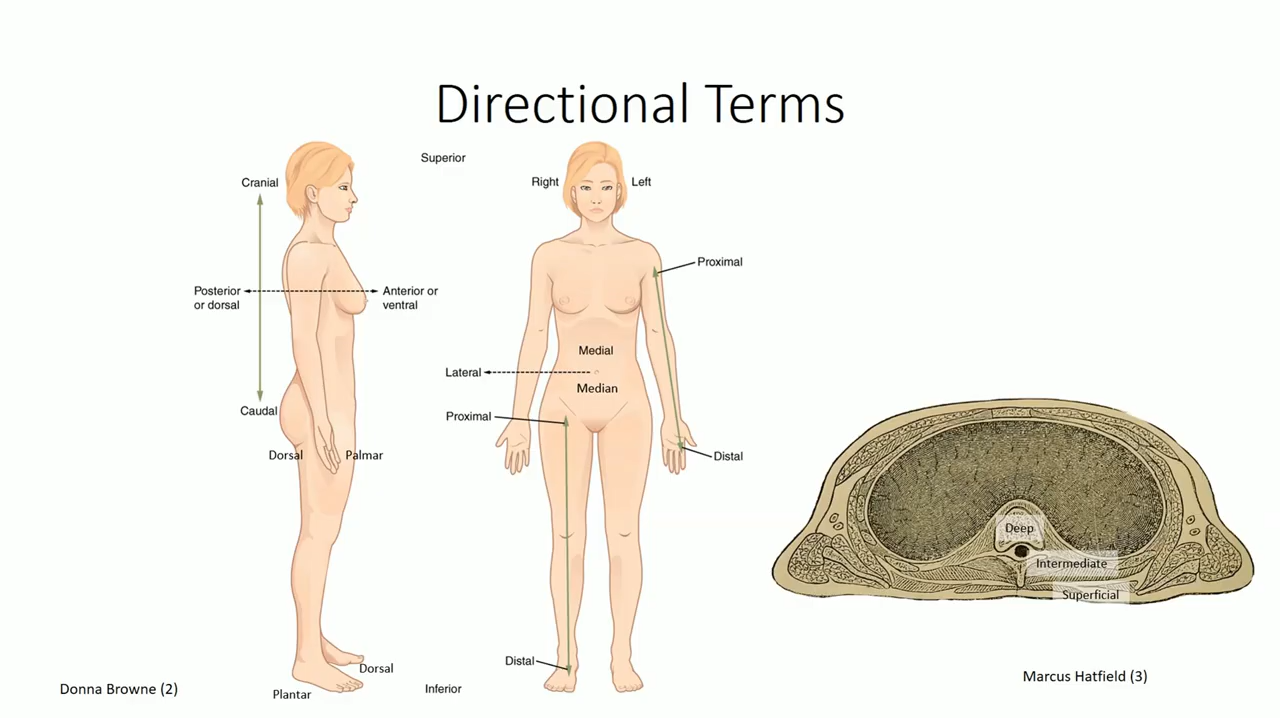 Directional Terms
Superior
Cranial
Right
Left
Proximal
Posterior
or dorsal
Anterior or
ventral
Medial
Lateral
Median
Caudal
Proximal
Dorsal
Palmar
Distal
Deep
Intermediate
Superficial
Distal
Dorsal
Plantar
Inferior
Donna Browne (2)
Marcus Hatfield (3)